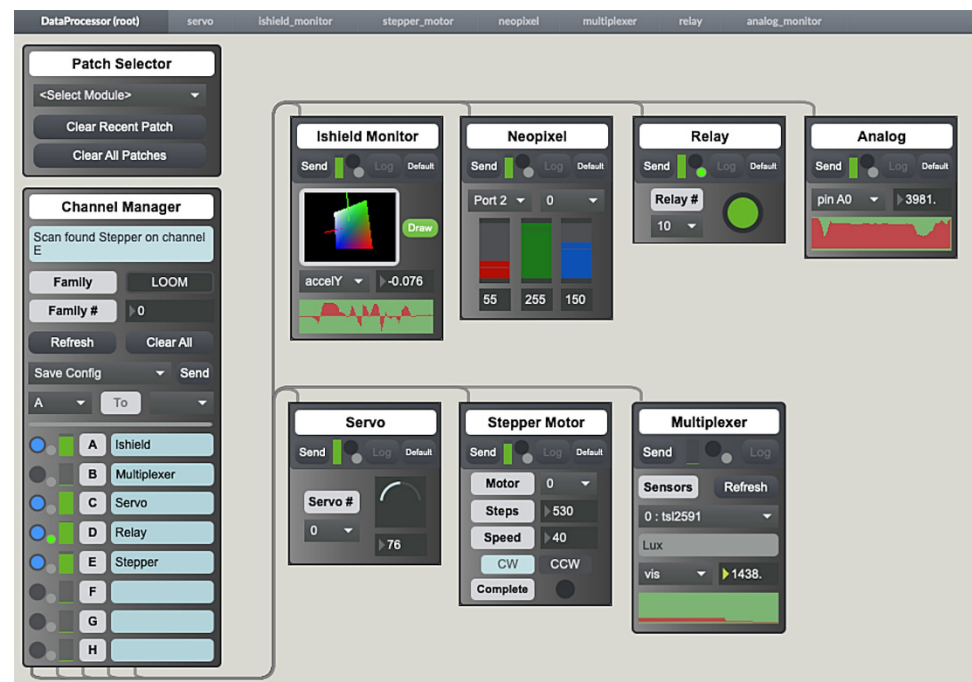 DataProcessor (root) servo ishield_monitor stepper_motor neopixel multiplexer relay analog_monitor
Patch Selector
<Select Module>
Clear Recent Patch
Clear All Patches
Channel Manager
Scan found Stepper on channel
E
Family LOOM
Family # 0
Refresh Clear All
Save Config Send
A To
A Ishield
B Multiplexer
C Servo
D Relay
E Stepper
F
G
H
Ishield Monitor
Send Log Default
Draw
accelY -0.076
Neopixel
Send Log Default
Port 2 0
55 255 150
Relay
Send Log Default
Relay #
10
Analog
Send Log Default
pin A0 3981.
Servo
Send Log Default
Servo #
0
76
Stepper Motor
Send Log Default
Motor 0
Steps 530
Speed 40
CW CCW
Complete
Multiplexer
Send Log
Sensors Refresh
0 : tsl2591
Lux
vis 1438.